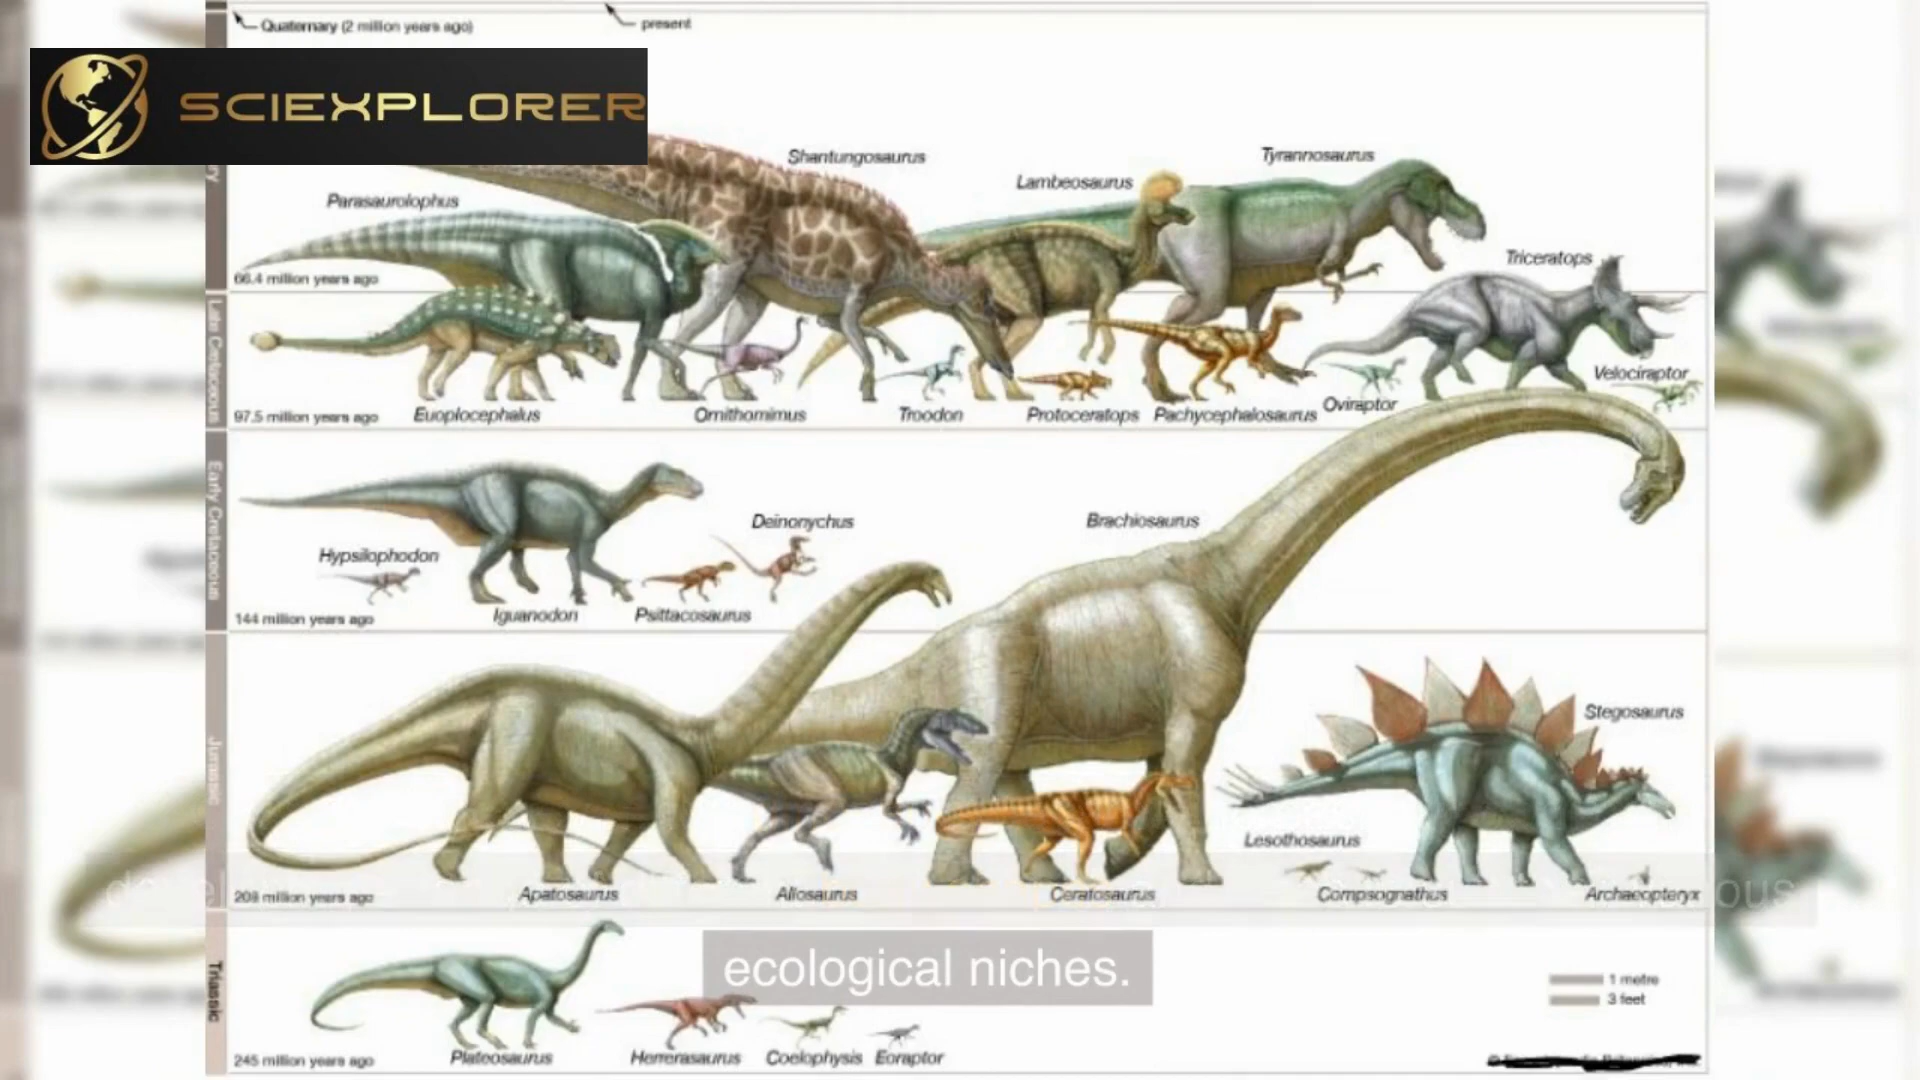 Quaternary (2 million years ago)
present
SCIEXPLORER
Shantungosaurus
Tyrannosaurus
Lambeosaurus
Parasaurolophus
Triceratops
66.4 million years ago
Velociraptor
Oviraptor
97.5 million years ago
Euoplocephalus
Ornithomimus
Troodon
Protoceratops
Pachycephalosaurus
Late Cretaceous
Early Cretaceous
Deinonychus
Brachiosaurus
Hypsilophodon
144 million years ago
Iguanodon
Psittacosaurus
Jurassic
Stegosaurus
Lesothosaurus
208 million years ago
Apatosaurus
Allosaurus
Ceratosaurus
Compsognathus
Archaeopteryx
ecological niches.
Triassic
1 metre
3 feet
245 million years ago
Plateosaurus
Herrerasaurus
Coelophysis
Eoraptor